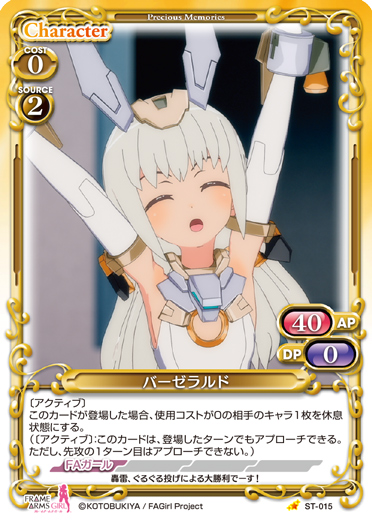 Precious Memories
Character
COST
0
SOURCE
2
40 AP
DP 0
バーゼラルド
〔アクティブ〕
このカードが登場した場合、使用コストが0の相手のキャラ1枚を休息
状態にする。
(〔アクティブ〕:このカードは、登場したターンでもアプローチできる。
ただし、先攻の1ターン目はアプローチできない。)
FAガール
轟雷、ぐるぐる投げによる大勝利でーす!
FRAME
ARMS GIRL
©KOTOBUKIYA / FAGirl Project
ST-015